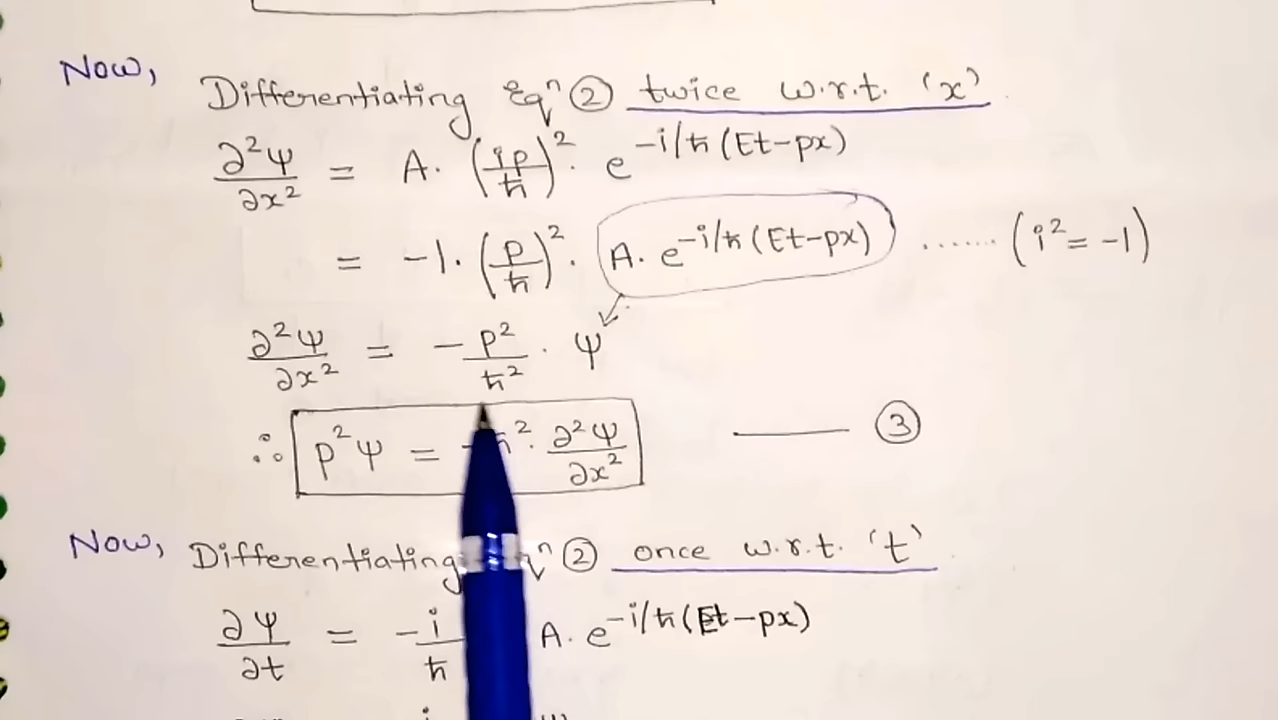 Now, Differentiating Eqⁿ ② twice w.r.t. 'x'
∂²ψ/∂x² = A. (ip/ħ)². e^{-i/ħ(Et-px)}
= -1. (p/ħ)². A. e^{-i/ħ(Et-px)} ...... (i² = -1)
∂²ψ/∂x² = -p²/ħ² . ψ
∴ p²ψ = ². ∂²ψ/∂x² ——— ③
Now, Differentiating ② once w.r.t. 't'
∂ψ/∂t = -i/ħ A. e^{-i/ħ(Et-px)}